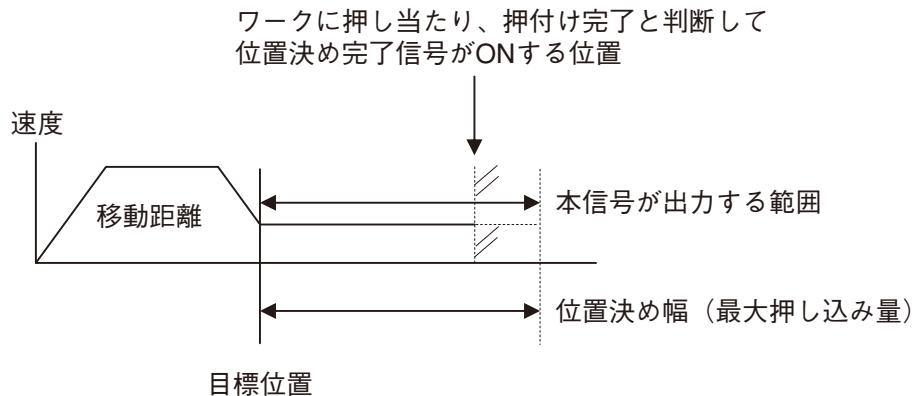 ワークに押し当たり、押付け完了と判断して
位置決め完了信号がONする位置
速度
移動距離
本信号が出力する範囲
位置決め幅（最大押し込み量）
目標位置